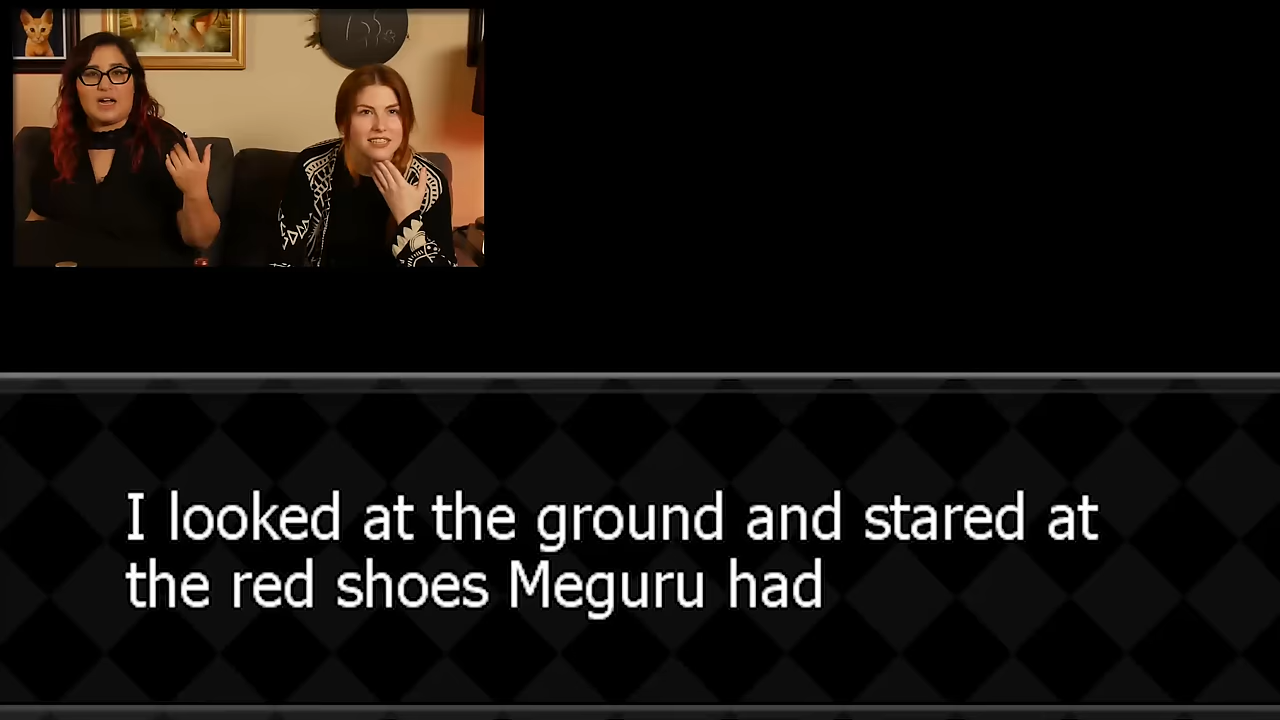 I looked at the ground and stared at
the red shoes Meguru had